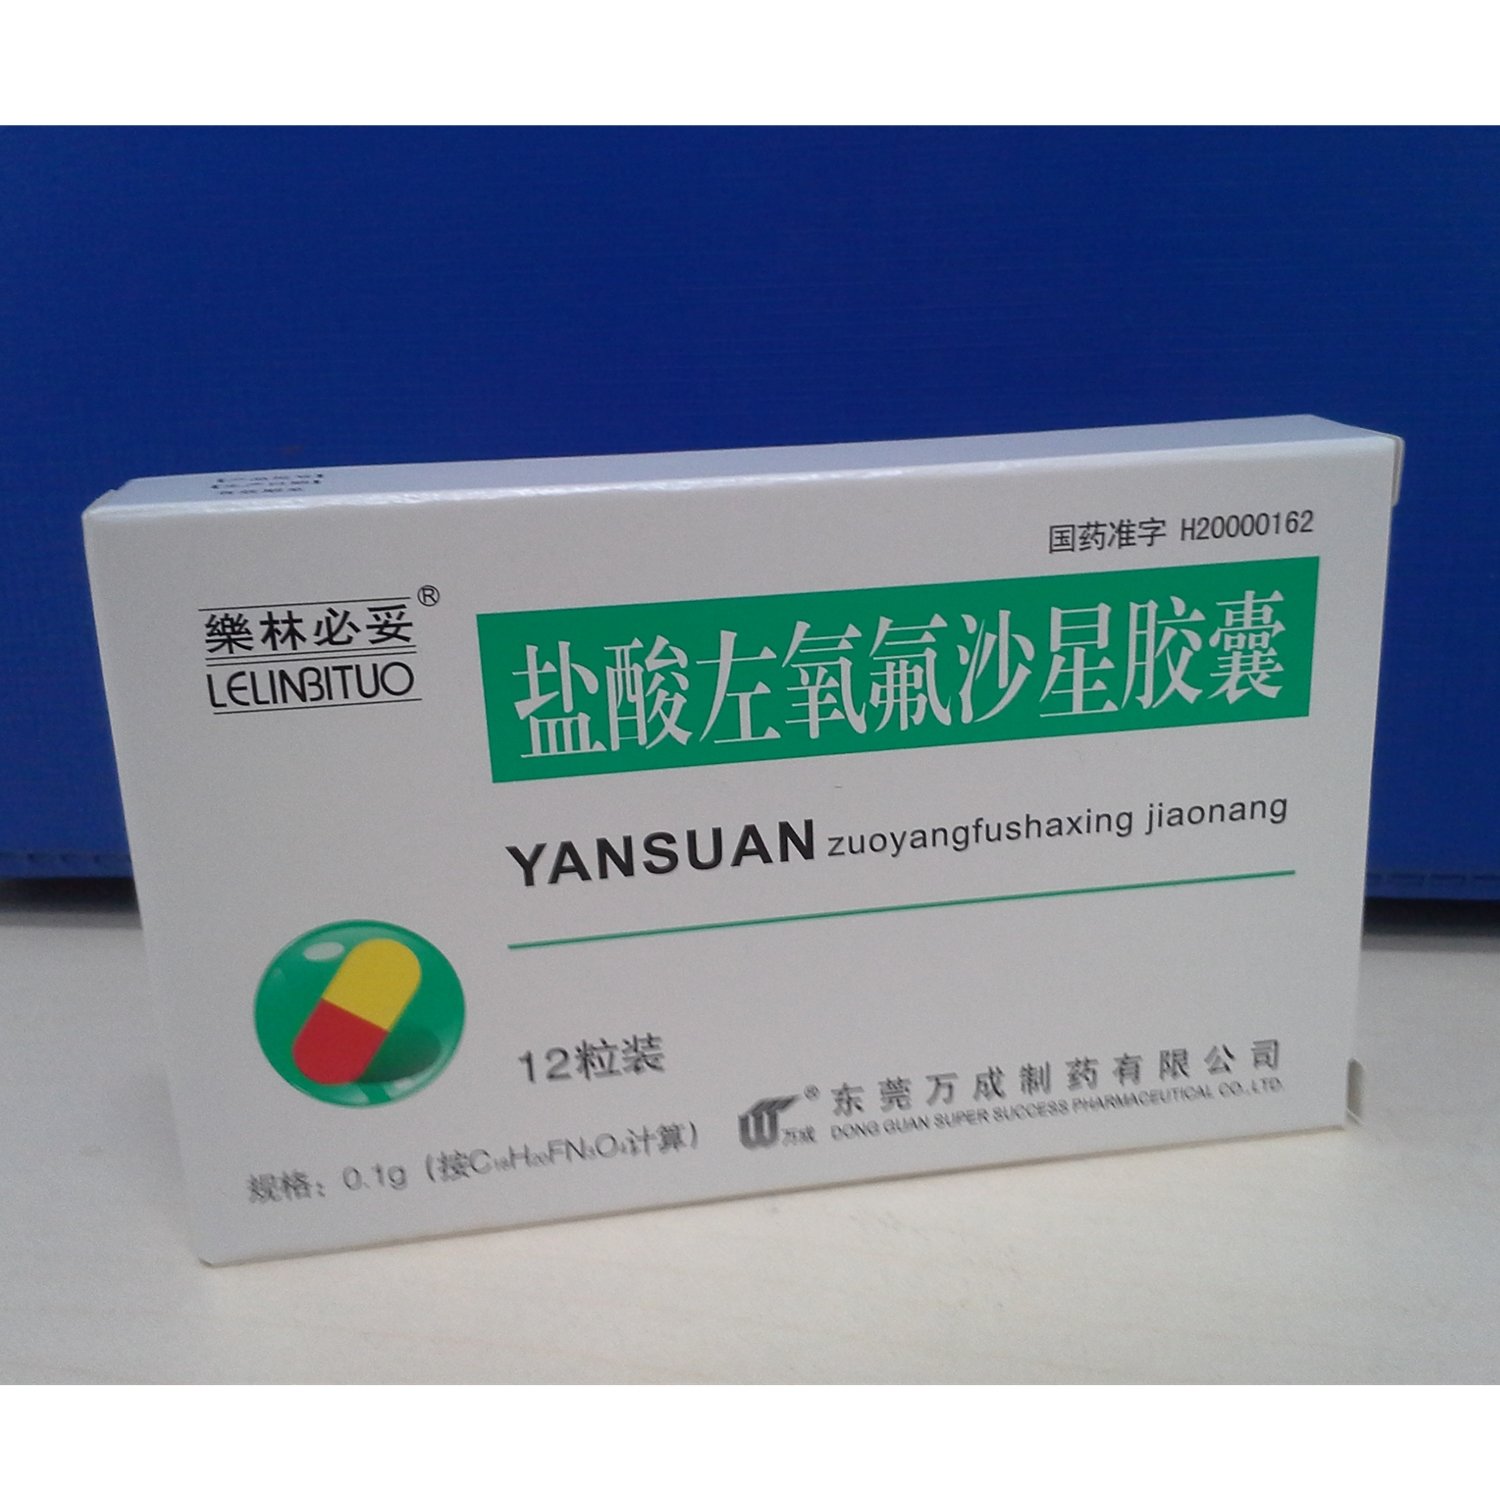 国药准字 H20000162
樂林必妥®
LELINBITUO
盐酸左氧氟沙星胶囊
YANSUAN zuoyangfushaxing jiaonang
12粒装
规格：0.1g（按C₁₈H₂₀FN₃O₄计算）
®东莞万成制药有限公司
万成 DONG GUAN SUPER SUCCESS PHARMACEUTICAL CO.,LTD.